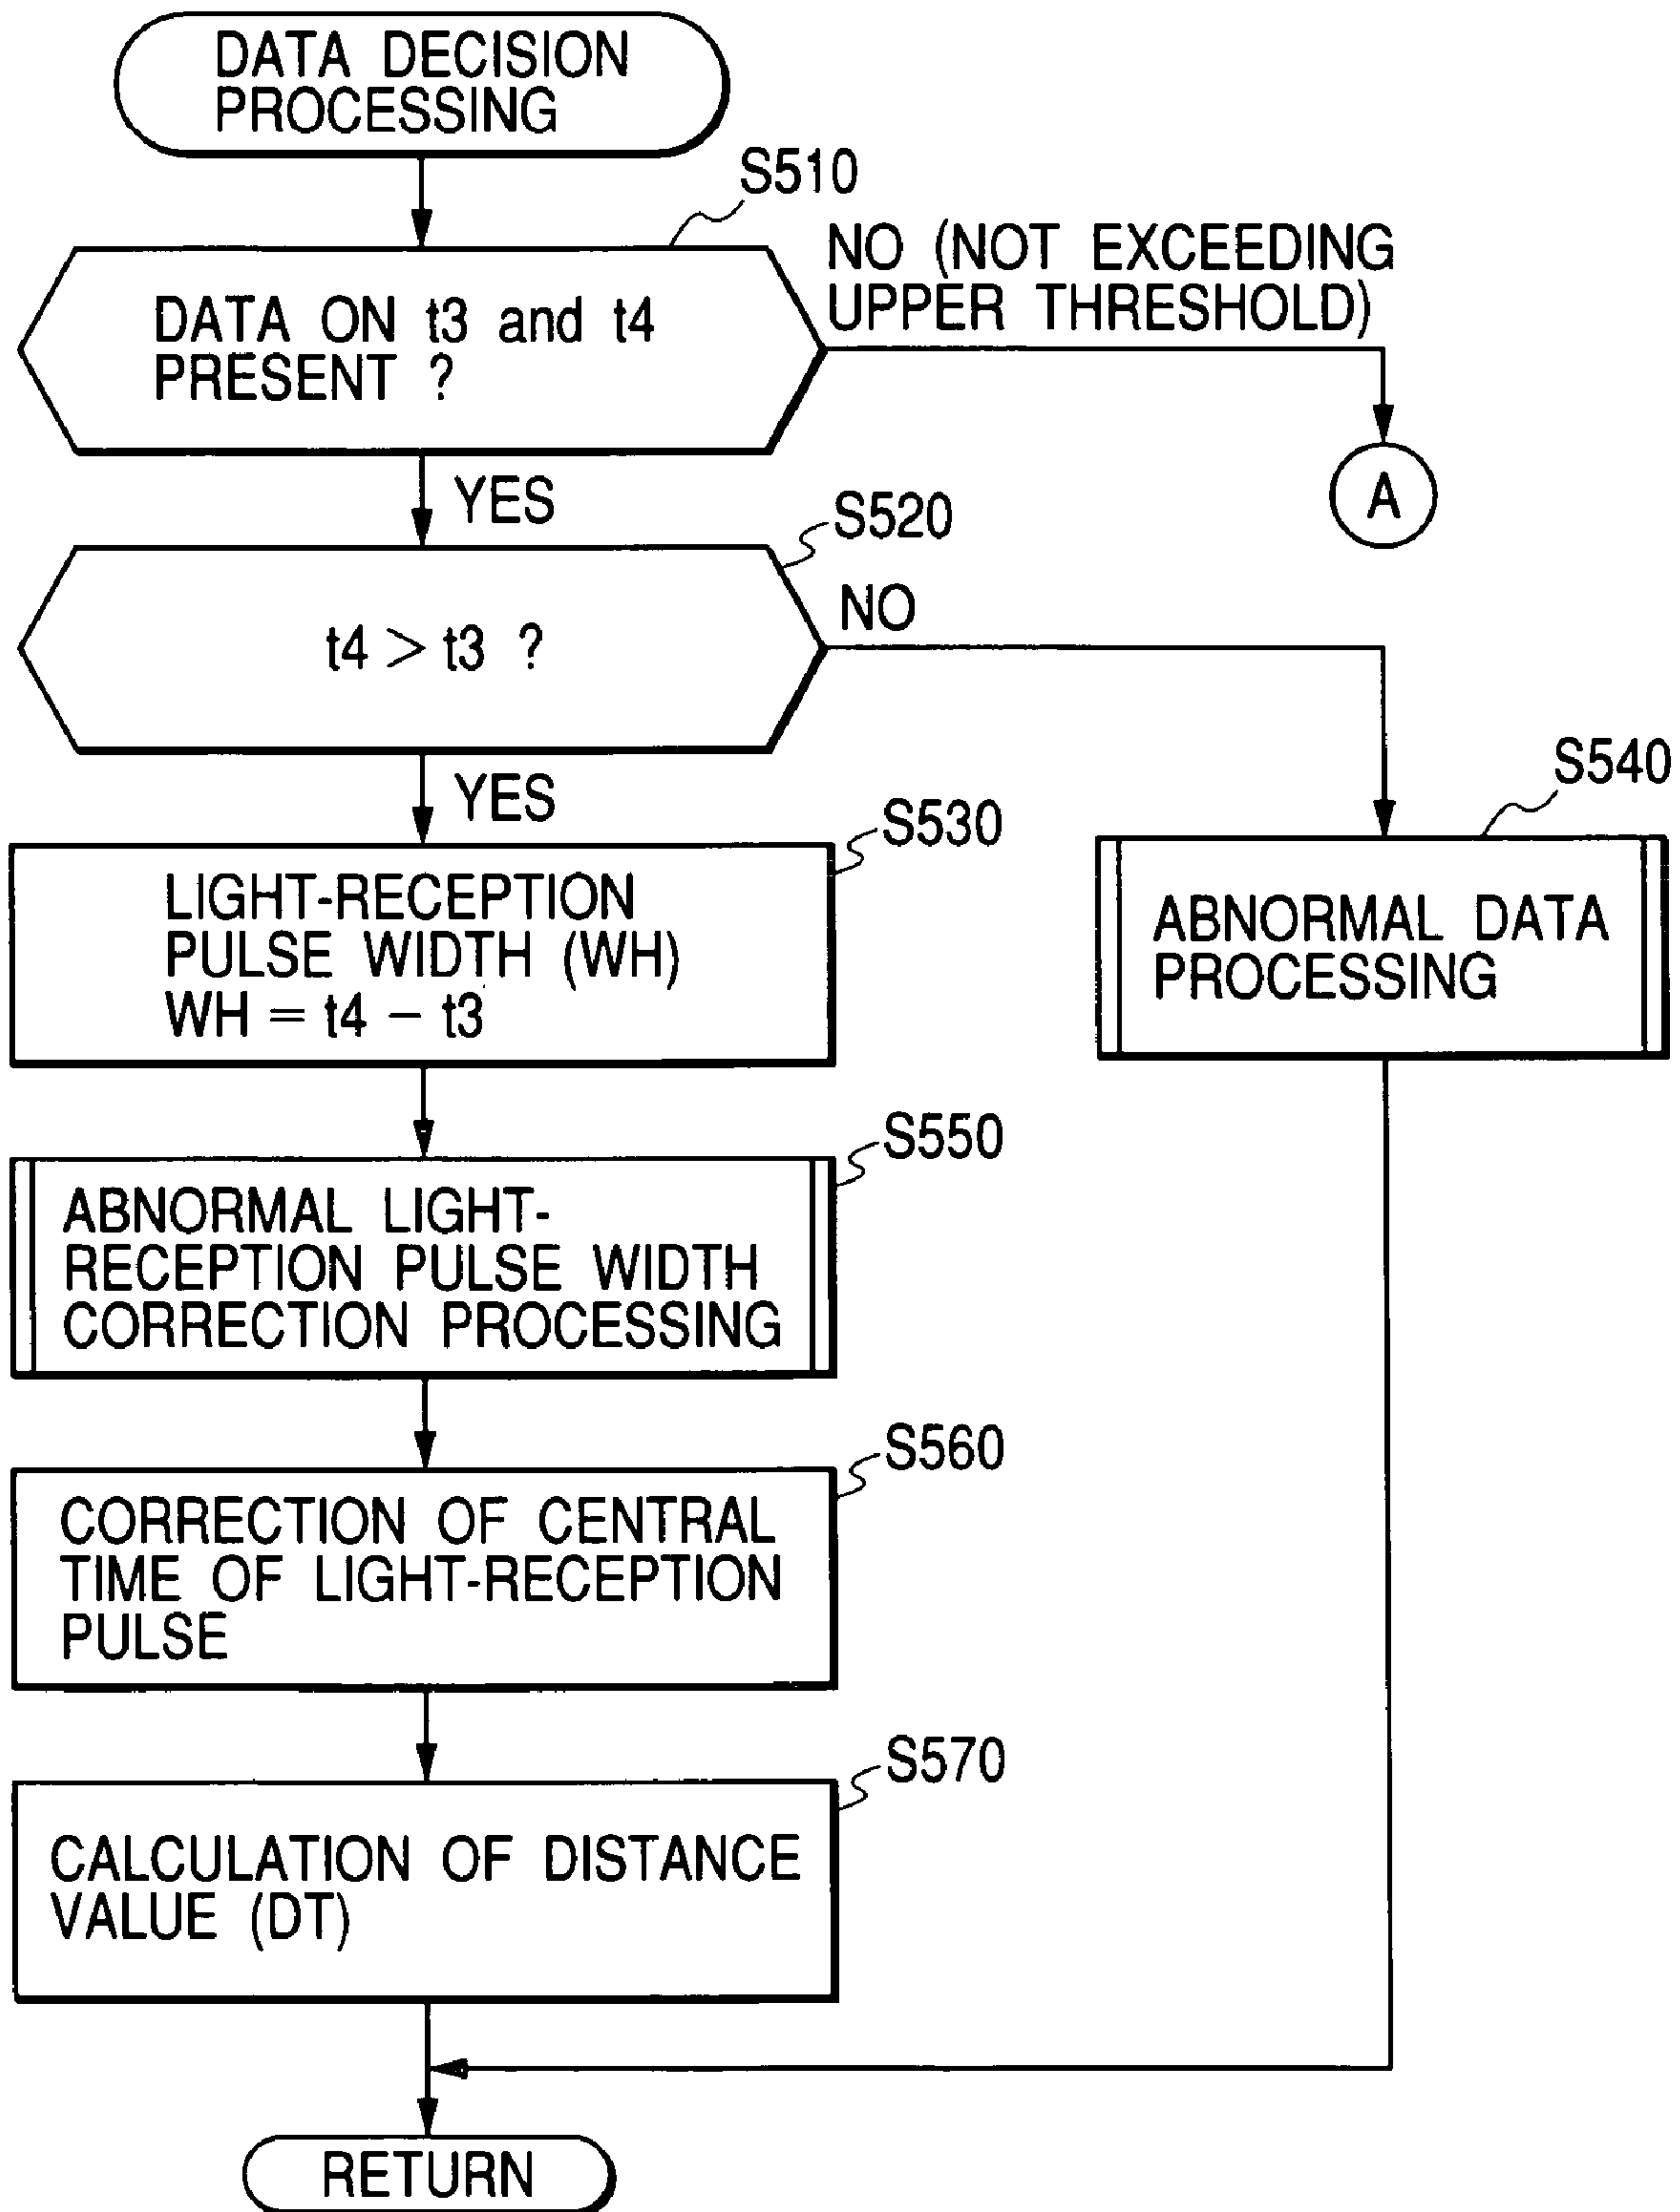 DATA DECISION
PROCESSING
S510
NO (NOT EXCEEDING
UPPER THRESHOLD)
DATA ON t3 and t4
PRESENT ?
A
YES
S520
NO
t4 > t3 ?
YES
S530
S540
LIGHT-RECEPTION
PULSE WIDTH (WH)
WH = t4 – t3
ABNORMAL DATA
PROCESSING
S550
ABNORMAL LIGHT-
RECEPTION PULSE WIDTH
CORRECTION PROCESSING
S560
CORRECTION OF CENTRAL
TIME OF LIGHT-RECEPTION
PULSE
S570
CALCULATION OF DISTANCE
VALUE (DT)
RETURN